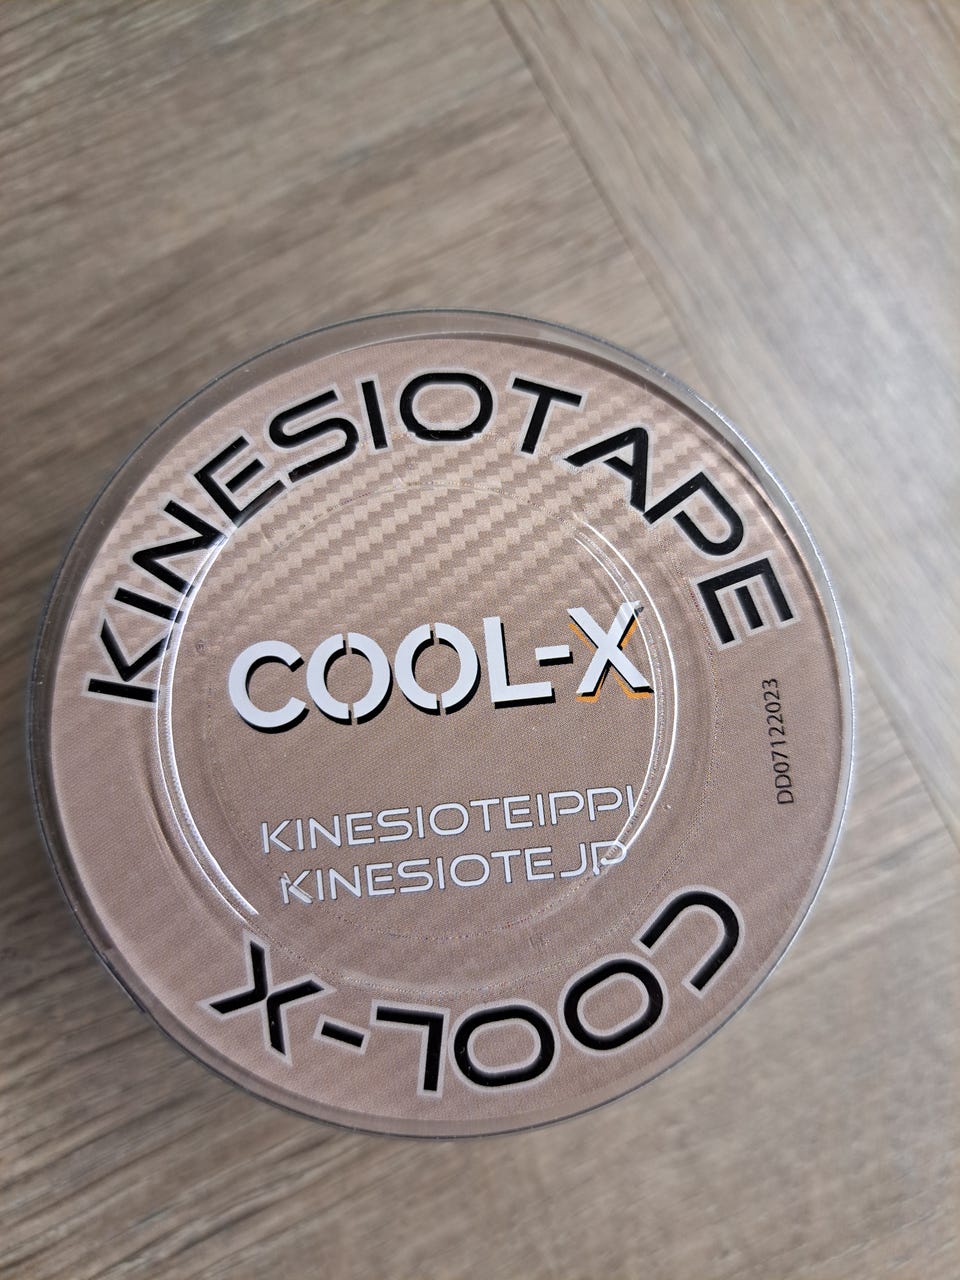 KINESIOTAPE
COOL-X
KINESIOTEIPPI
KINESIOTEJP
DD07122023
COOL-X